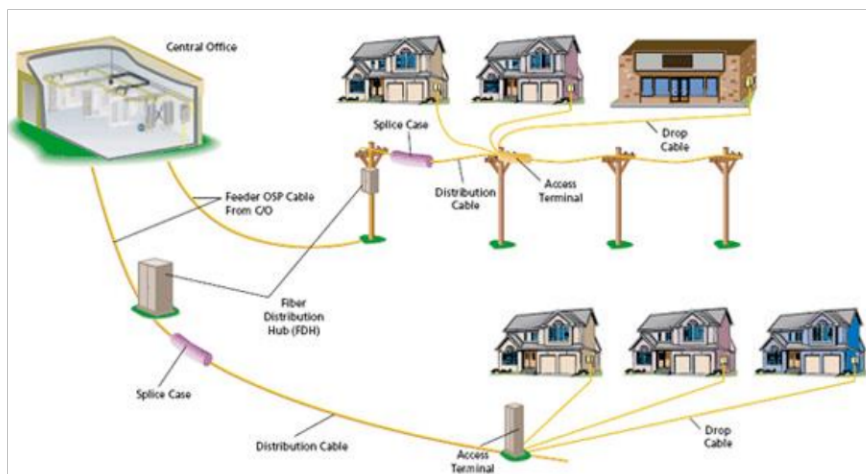 Central Office
Splice Case
Drop
Cable
Feeder OSP Cable
From C/O
Distribution
Cable
Access
Terminal
Fiber
Distribution
Hub (FDH)
Splice Case
Distribution Cable
Access
Terminal
Drop
Cable